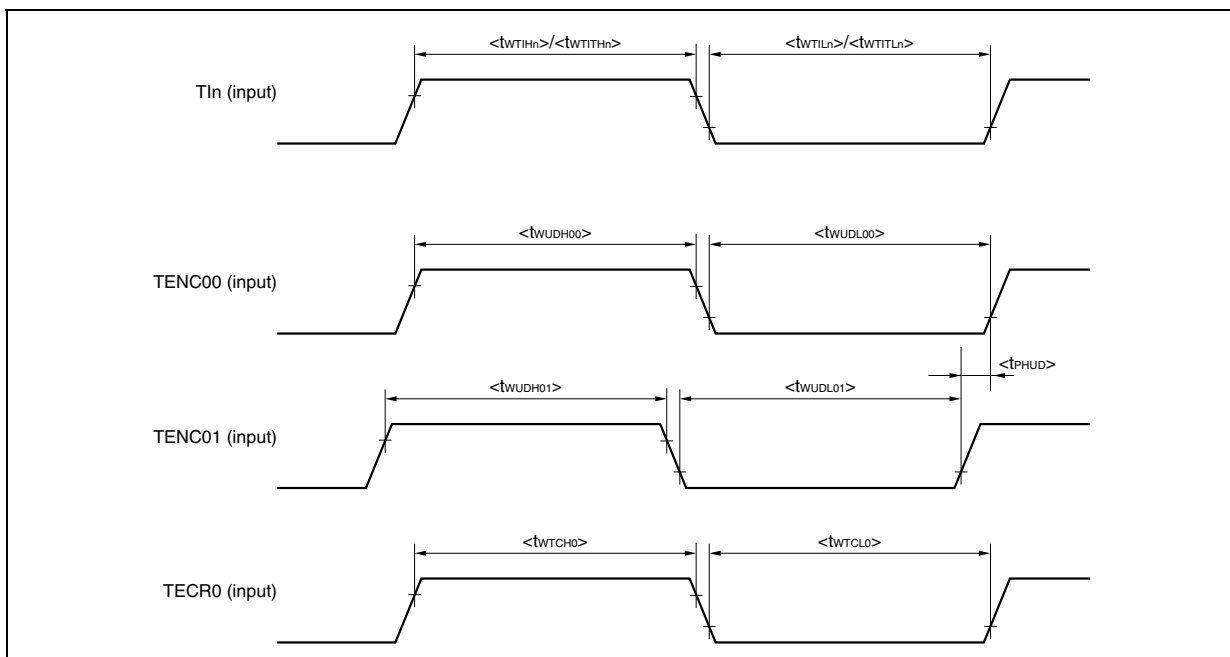 <tWTIHn>/<tWTITHn>
<tWTILn>/<tWTITLn>
TIn (input)
<tWUDH00>
<tWUDL00>
TENC00 (input)
<tPHUD>
<tWUDH01>
<tWUDL01>
TENC01 (input)
<tWTCH0>
<tWTCL0>
TECR0 (input)